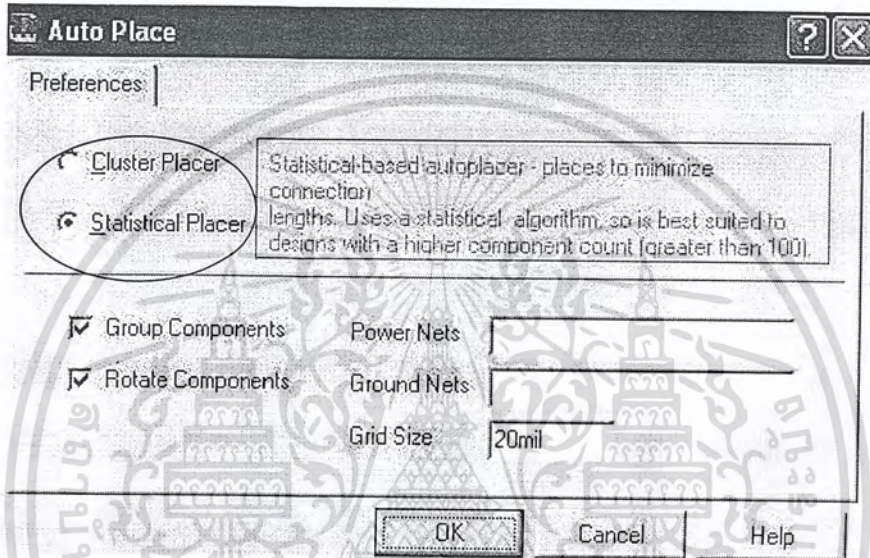 Auto Place
Preferences
Cluster Placer
Statistical Placer
Statistical-based autoplacer - places to minimize
connection
lengths. Uses a statistical algorithm, so is best suited to
designs with a higher component count (greater than 100).
Group Components
Power Nets
Rotate Components
Ground Nets
Grid Size
20mil
OK
Cancel
Help